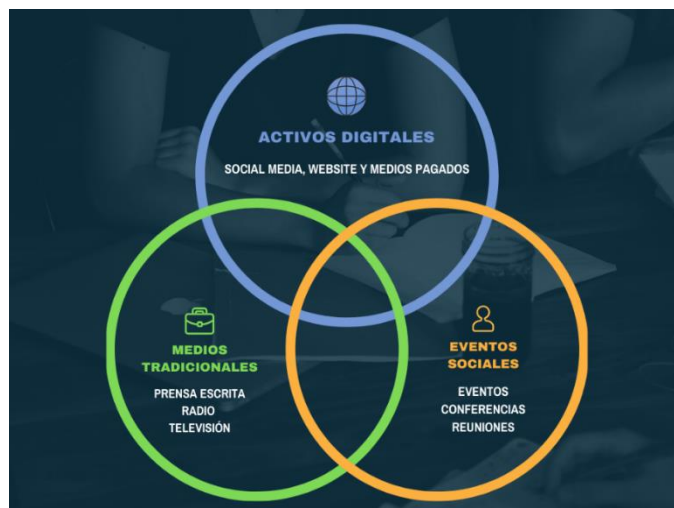 ACTIVOS DIGITALES
SOCIAL MEDIA, WEBSITE Y MEDIOS PAGADOS
MEDIOS
TRADICIONALES
PRENSA ESCRITA
RADIO
TELEVISIÓN
EVENTOS
SOCIALES
EVENTOS
CONFERENCIAS
REUNIONES